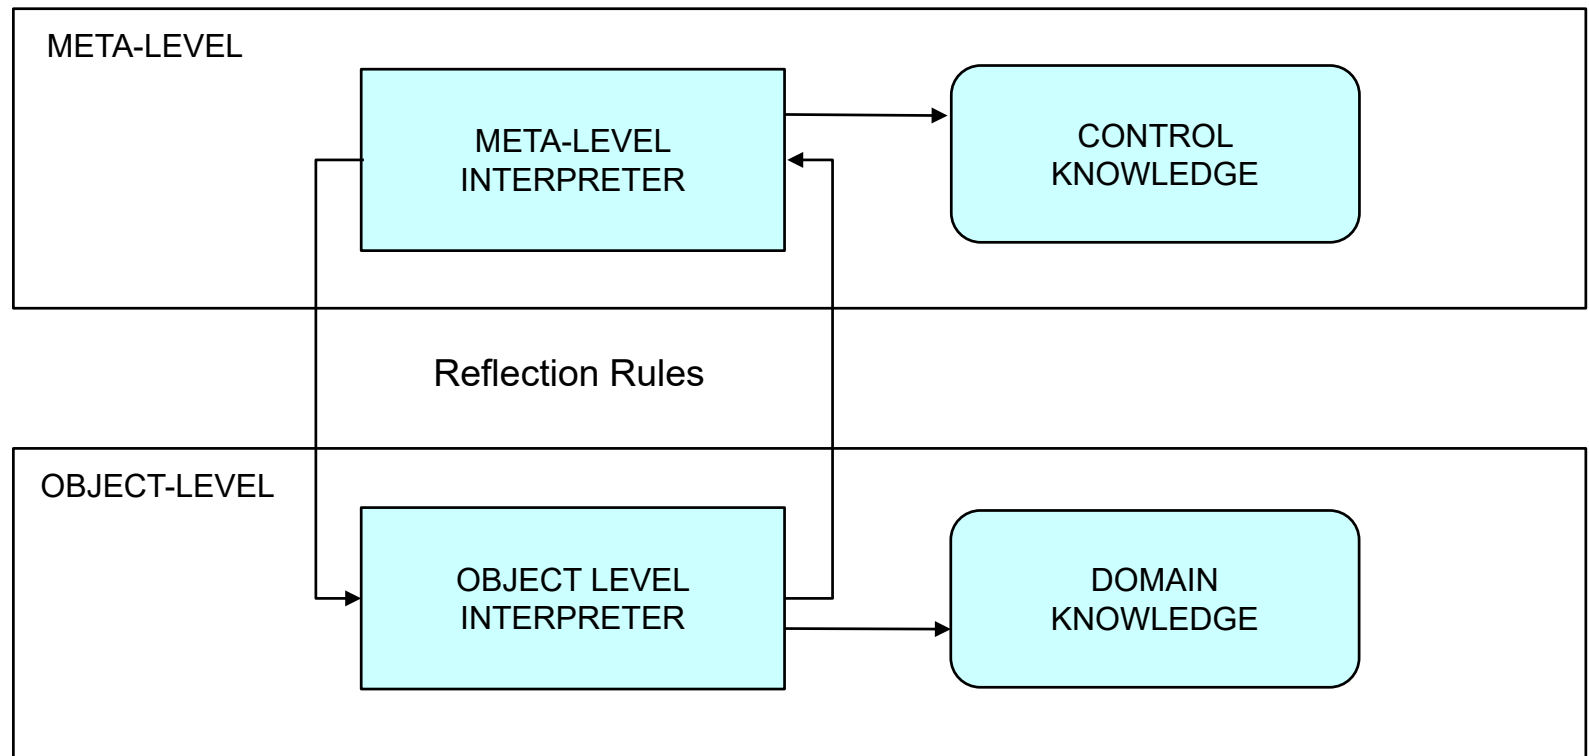 META-LEVEL
META-LEVEL
INTERPRETER
CONTROL
KNOWLEDGE
Reflection Rules
OBJECT-LEVEL
OBJECT LEVEL
INTERPRETER
DOMAIN
KNOWLEDGE